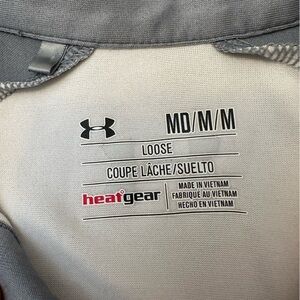 MD/M/M
LOOSE
COUPE LÂCHE/SUELTO
heatgear
MADE IN VIETNAM
FABRIQUÉ AU VIETNAM
HECHO EN VIETNAM